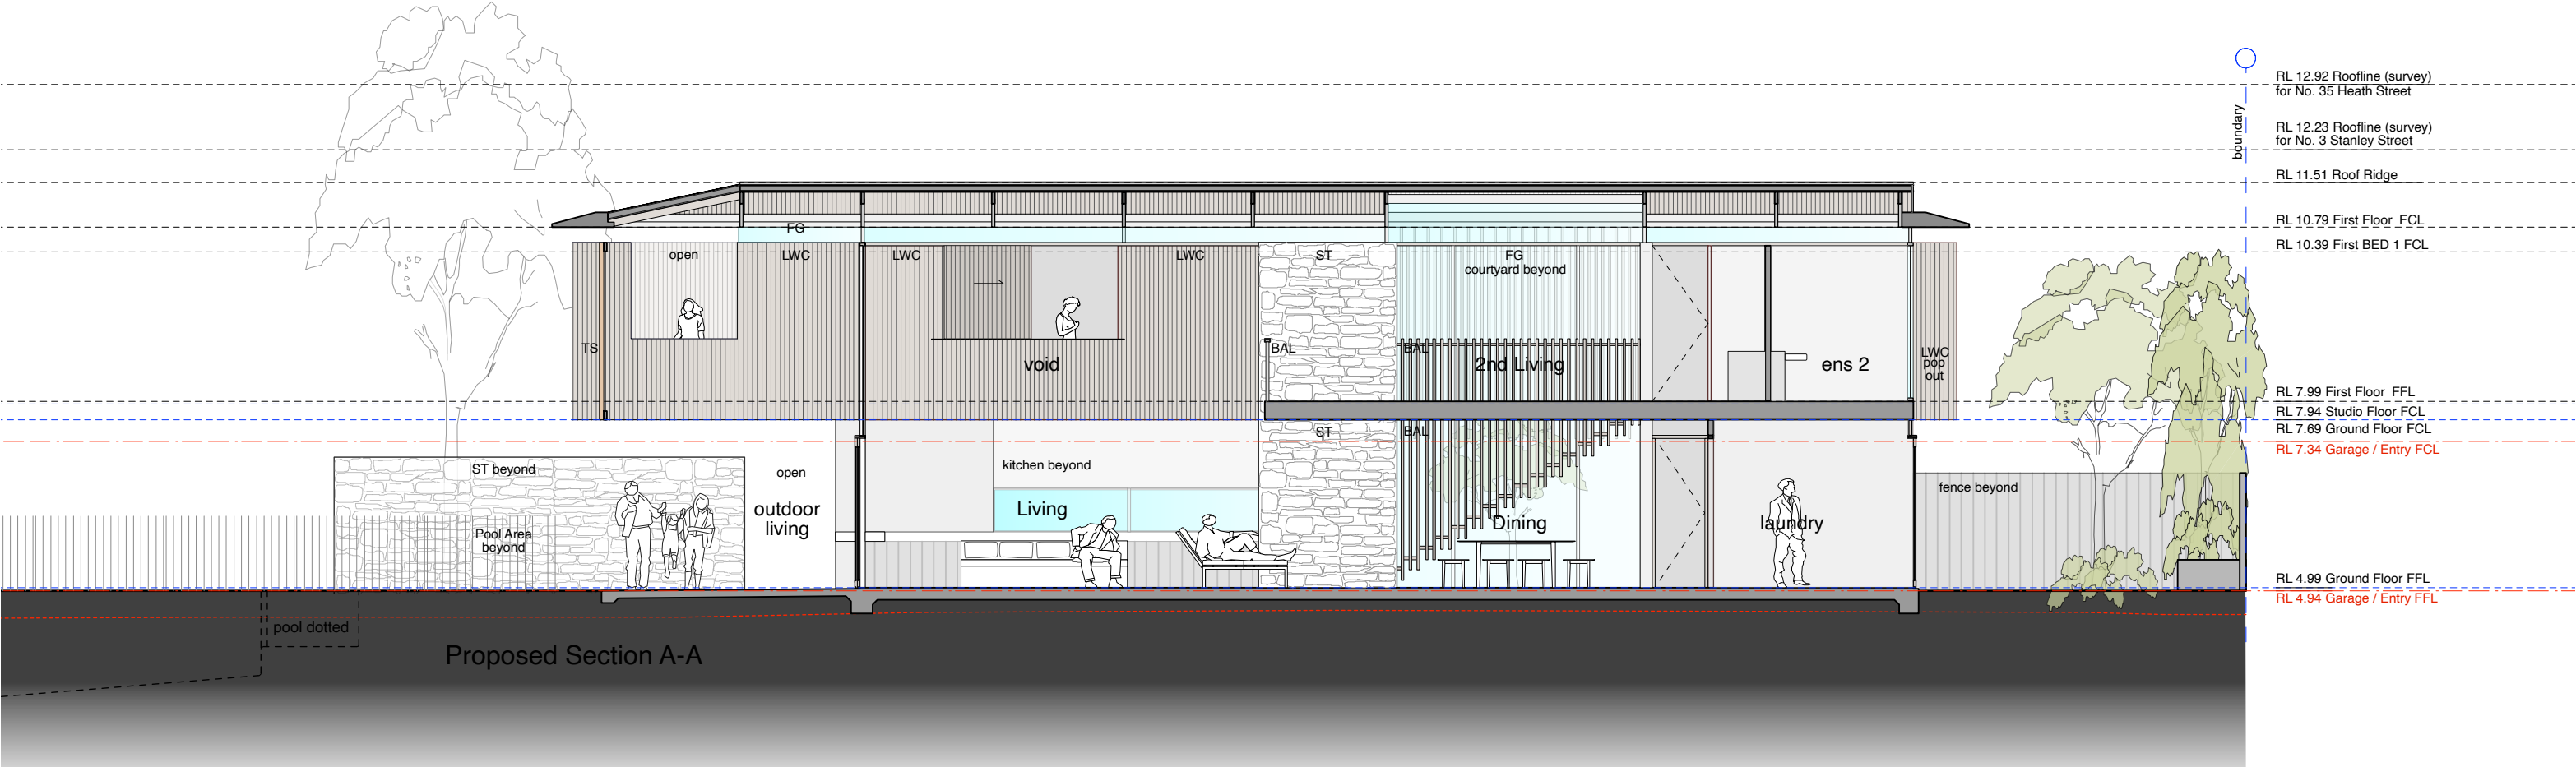 RL 12.92 Roofline (survey)
for No. 35 Heath Street
boundary
RL 12.23 Roofline (survey)
for No. 3 Stanley Street
RL 11.51 Roof Ridge
RL 10.79 First Floor FCL
RL 10.39 First BED 1 FCL
FG
open
LWC
LWC
LWC
ST
FG
courtyard beyond
TS
void
BAL
BAL
2nd Living
ens 2
LWC
pop
out
RL 7.99 First Floor FFL
RL 7.94 Studio Floor FCL
RL 7.69 Ground Floor FCL
RL 7.34 Garage / Entry FCL
ST
BAL
ST beyond
open
kitchen beyond
fence beyond
outdoor
living
Living
Dining
laundry
Pool Area
beyond
RL 4.99 Ground Floor FFL
RL 4.94 Garage / Entry FFL
pool dotted
Proposed Section A-A